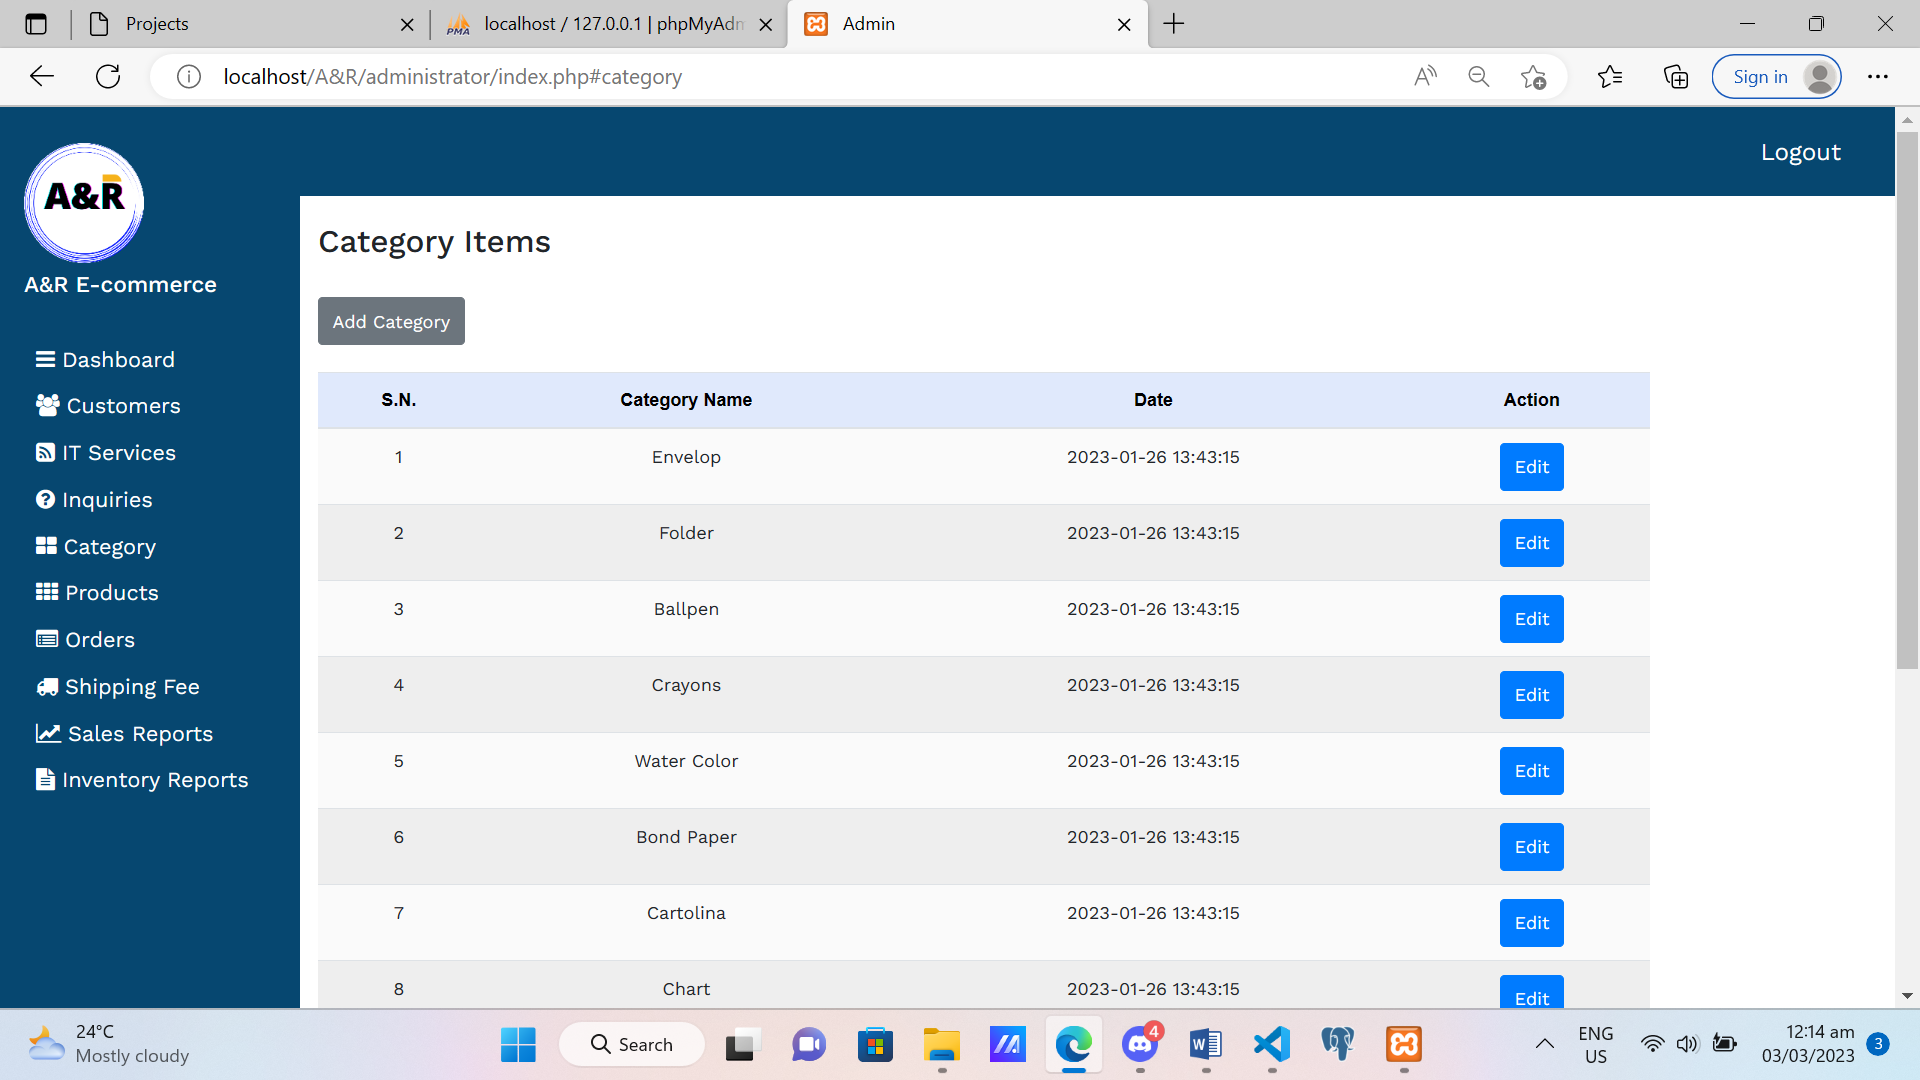 Projects
localhost / 127.0.0.1 | phpMyAdm
Admin
localhost/A&R/administrator/index.php#category
Sign in
Logout
A&R
A&R E-commerce
Dashboard
Customers
IT Services
Inquiries
Category
Products
Orders
Shipping Fee
Sales Reports
Inventory Reports
Category Items
Add Category
S.N. Category Name Date Action
1 Envelop 2023-01-26 13:43:15 Edit
2 Folder 2023-01-26 13:43:15 Edit
3 Ballpen 2023-01-26 13:43:15 Edit
4 Crayons 2023-01-26 13:43:15 Edit
5 Water Color 2023-01-26 13:43:15 Edit
6 Bond Paper 2023-01-26 13:43:15 Edit
7 Cartolina 2023-01-26 13:43:15 Edit
8 Chart 2023-01-26 13:43:15 Edit
24°C
Mostly cloudy
Search
4
ENG
US
12:14 am
03/03/2023
3